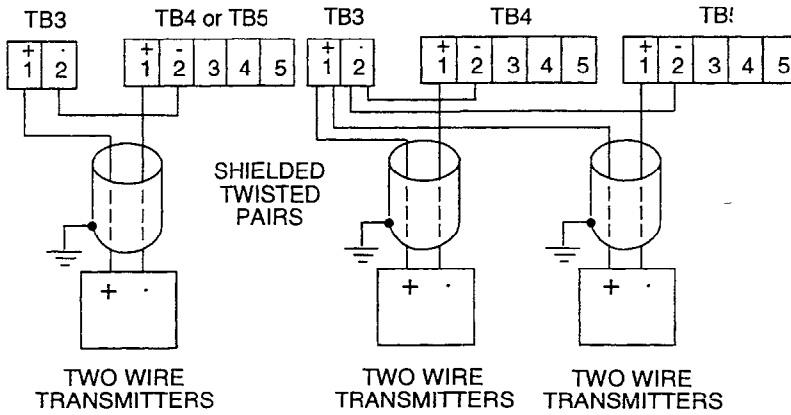 TB3 TB4 or TB5 TB3 TB4
+ - + - + - + - + -
1 2 1 2 3 4 5 1 2 1 2 3 4 5 1 2 3 4 5
SHIELDED
TWISTED
PAIRS
+ - + - + -
TWO WIRE
TRANSMITTERS
TWO WIRE
TRANSMITTERS
TWO WIRE
TRANSMITTERS